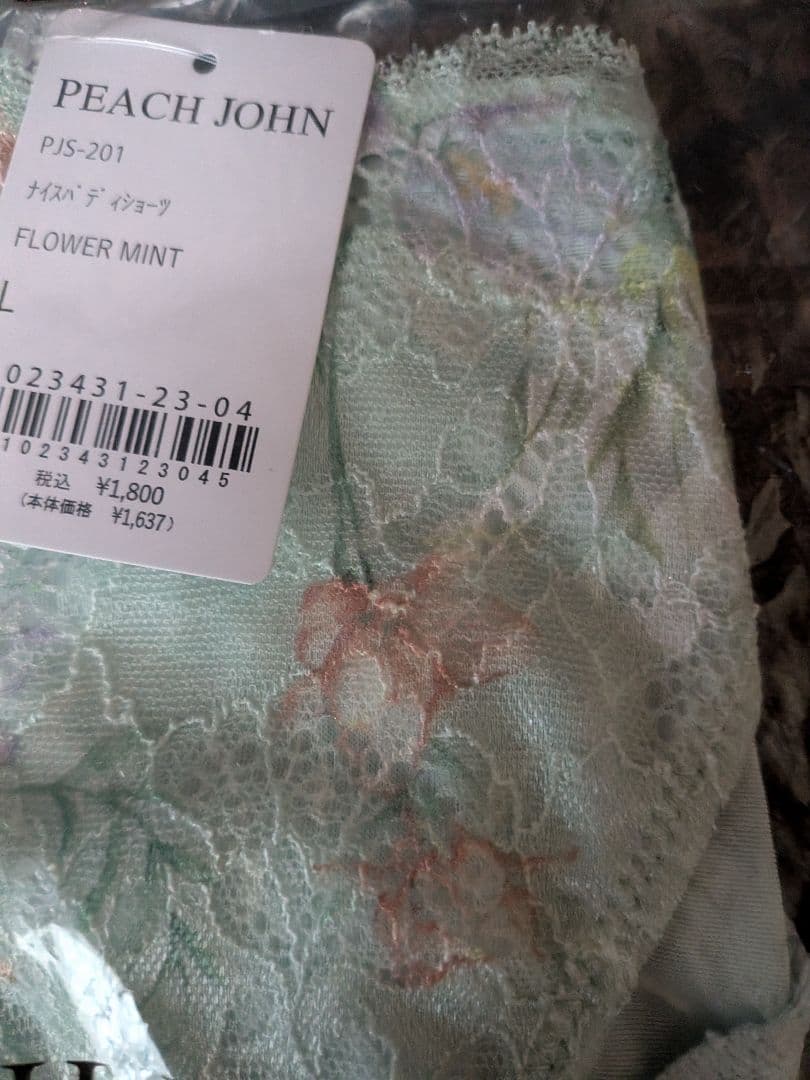 PEACH JOHN
PJS-201
ﾅｲｽﾊﾞﾃﾞｨｼｮｰﾂ
FLOWER MINT
L
023431-23-04
102343123045
税込 ¥1,800
(本体価格 ¥1,637)